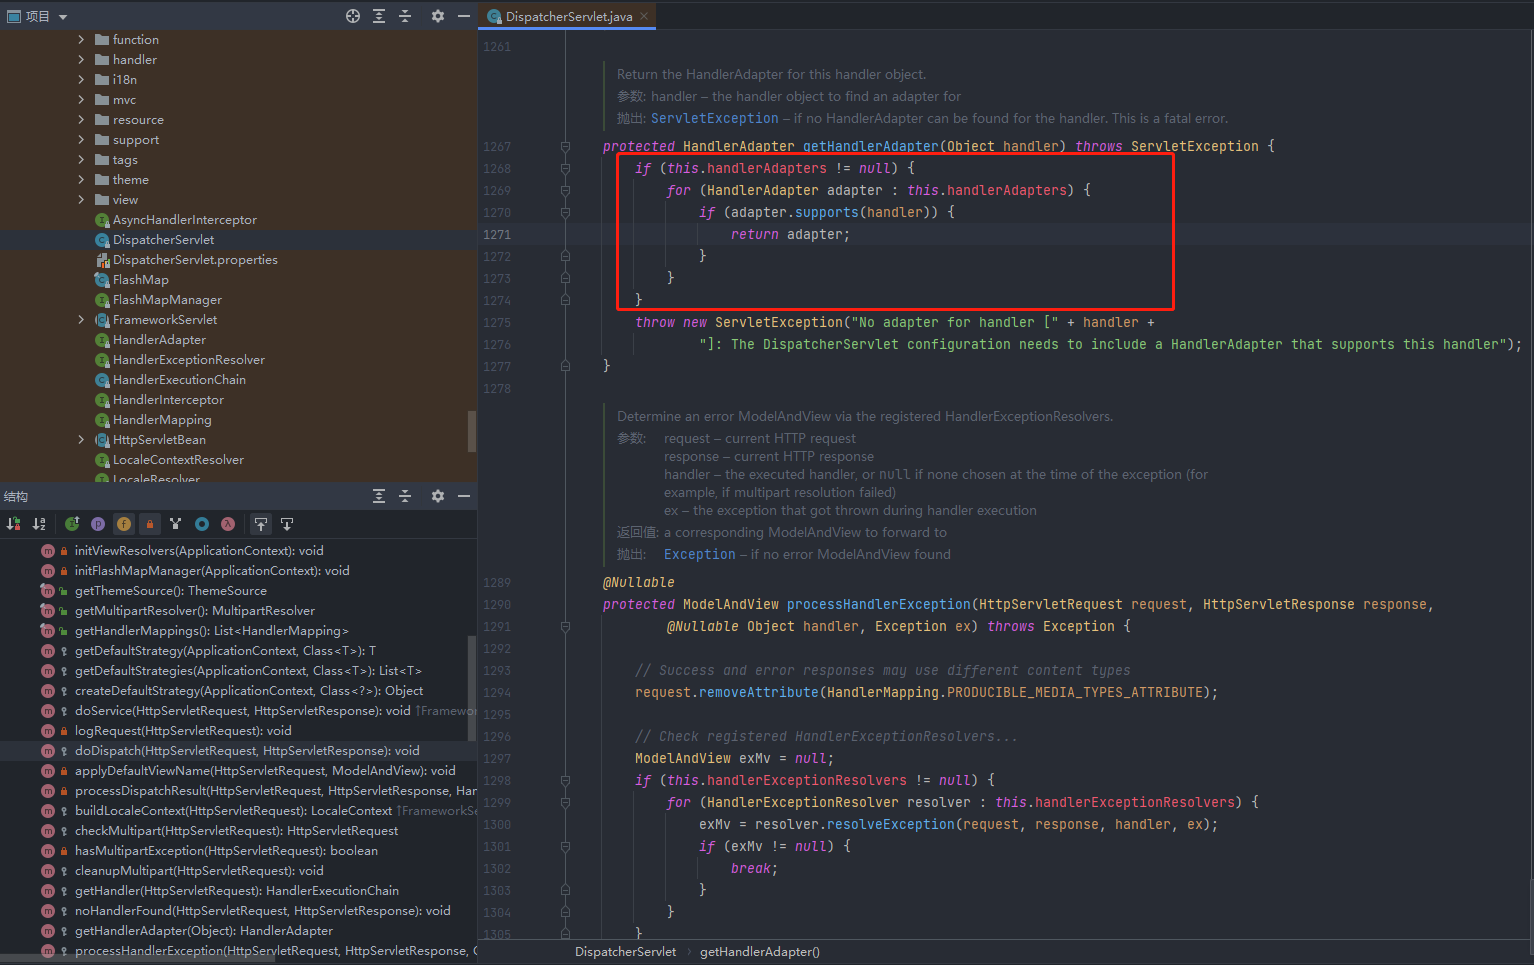 项目
function
handler
i18n
mvc
resource
support
tags
theme
view
AsyncHandlerInterceptor
DispatcherServlet
DispatcherServlet.properties
FlashMap
FlashMapManager
FrameworkServlet
HandlerAdapter
HandlerExceptionResolver
HandlerExecutionChain
HandlerInterceptor
HandlerMapping
HttpServletBean
LocaleContextResolver
LocaleResolver
结构
initViewResolvers(ApplicationContext): void
initFlashMapManager(ApplicationContext): void
getThemeSource(): ThemeSource
getMultipartResolver(): MultipartResolver
getHandlerMappings(): List<HandlerMapping>
getDefaultStrategy(ApplicationContext, Class<T>): T
getDefaultStrategies(ApplicationContext, Class<T>): List<T>
createDefaultStrategy(ApplicationContext, Class<?>): Object
doService(HttpServletRequest, HttpServletResponse): void ↑Framewo
logRequest(HttpServletRequest): void
doDispatch(HttpServletRequest, HttpServletResponse): void
applyDefaultViewName(HttpServletRequest, ModelAndView): void
processDispatchResult(HttpServletRequest, HttpServletResponse, Har
buildLocaleContext(HttpServletRequest): LocaleContext ↑FrameworkSe
checkMultipart(HttpServletRequest): HttpServletRequest
hasMultipartException(HttpServletRequest): boolean
cleanupMultipart(HttpServletRequest): void
getHandler(HttpServletRequest): HandlerExecutionChain
noHandlerFound(HttpServletRequest, HttpServletResponse): void
getHandlerAdapter(Object): HandlerAdapter
processHandlerException(HttpServletRequest, HttpServletResponse, C
DispatcherServlet.java
1261
Return the HandlerAdapter for this handler object.
参数: handler – the handler object to find an adapter for
抛出: ServletException – if no HandlerAdapter can be found for the handler. This is a fatal error.
1267 protected HandlerAdapter getHandlerAdapter(Object handler) throws ServletException {
1268 if (this.handlerAdapters != null) {
1269 for (HandlerAdapter adapter : this.handlerAdapters) {
1270 if (adapter.supports(handler)) {
1271 return adapter;
1272 }
1273 }
1274 }
1275 throw new ServletException("No adapter for handler [" + handler +
1276 "]: The DispatcherServlet configuration needs to include a HandlerAdapter that supports this handler");
1277 }
1278
Determine an error ModelAndView via the registered HandlerExceptionResolvers.
参数: request – current HTTP request
response – current HTTP response
handler – the executed handler, or null if none chosen at the time of the exception (for
example, if multipart resolution failed)
ex – the exception that got thrown during handler execution
返回值: a corresponding ModelAndView to forward to
抛出: Exception – if no error ModelAndView found
1289 @Nullable
1290 protected ModelAndView processHandlerException(HttpServletRequest request, HttpServletResponse response,
1291 @Nullable Object handler, Exception ex) throws Exception {
1292
1293 // Success and error responses may use different content types
1294 request.removeAttribute(HandlerMapping.PRODUCIBLE_MEDIA_TYPES_ATTRIBUTE);
1295
1296 // Check registered HandlerExceptionResolvers...
1297 ModelAndView exMv = null;
1298 if (this.handlerExceptionResolvers != null) {
1299 for (HandlerExceptionResolver resolver : this.handlerExceptionResolvers) {
1300 exMv = resolver.resolveException(request, response, handler, ex);
1301 if (exMv != null) {
1302 break;
1303 }
1304 }
1305 }
DispatcherServlet › getHandlerAdapter()